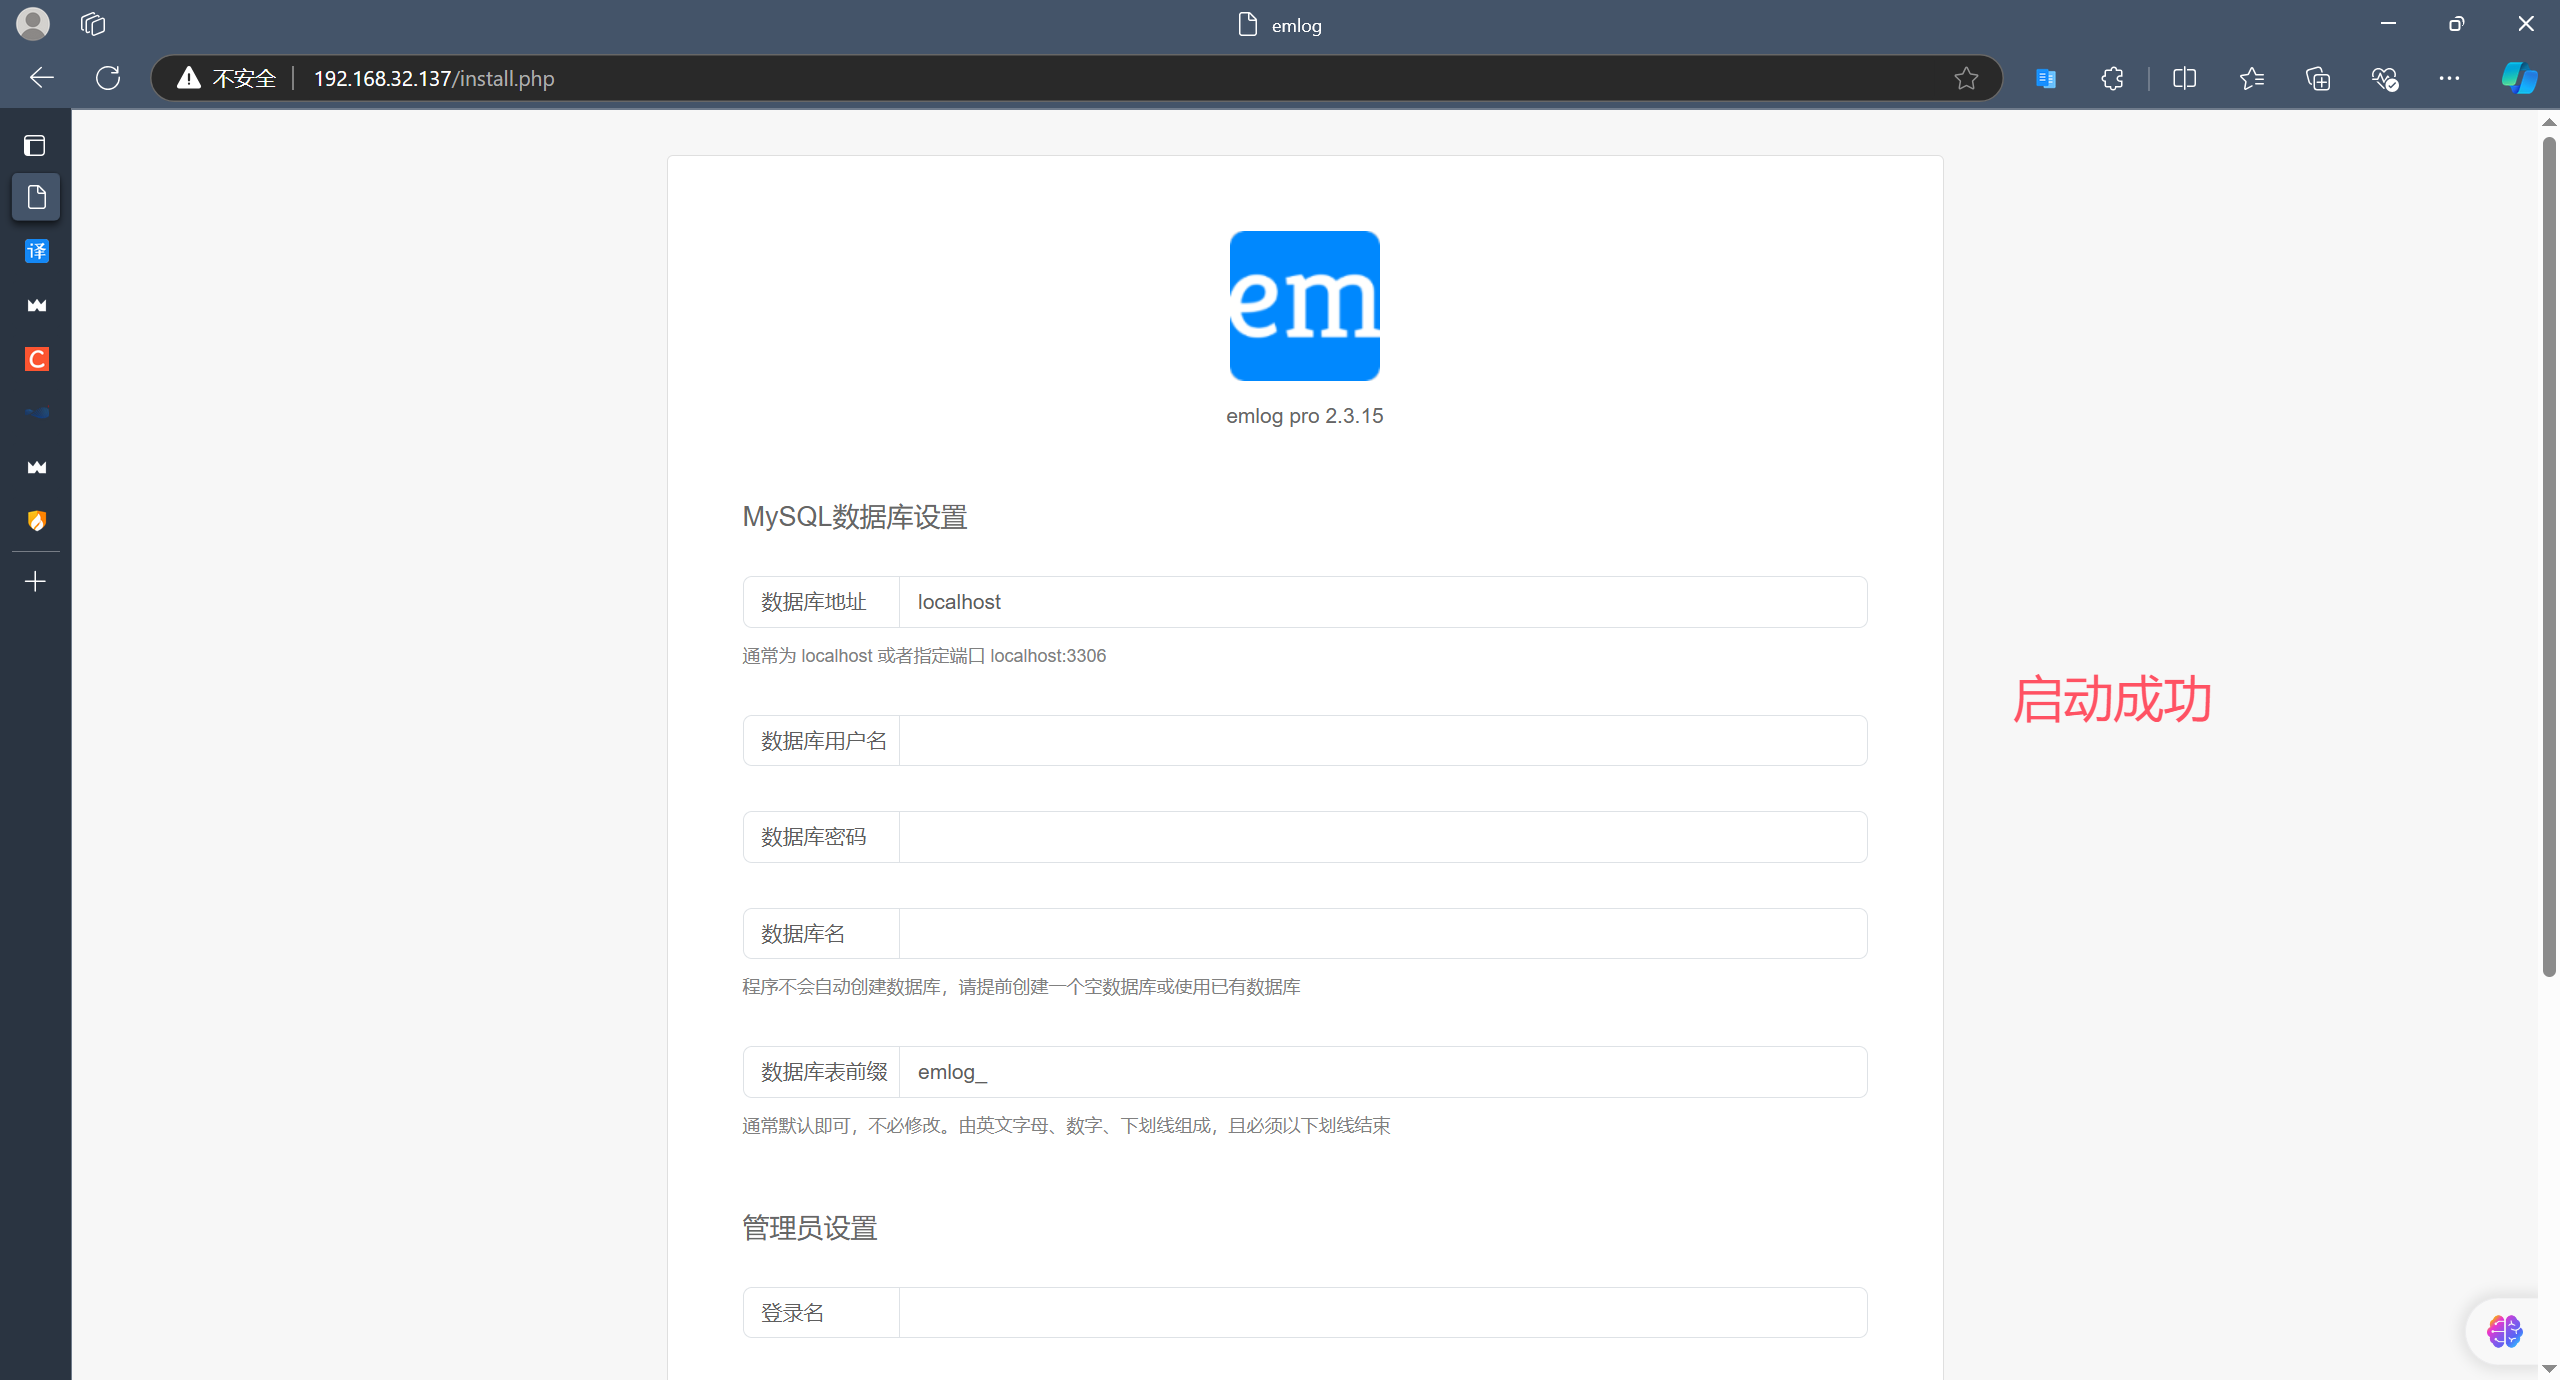 emlog
不安全
192.168.32.137/install.php
译
C
em
emlog pro 2.3.15
MySQL数据库设置
数据库地址 localhost
通常为 localhost 或者指定端口 localhost:3306
启动成功
数据库用户名
数据库密码
数据库名
程序不会自动创建数据库，请提前创建一个空数据库或使用已有数据库
数据库表前缀 emlog_
通常默认即可，不必修改。由英文字母、数字、下划线组成，且必须以下划线结束
管理员设置
登录名